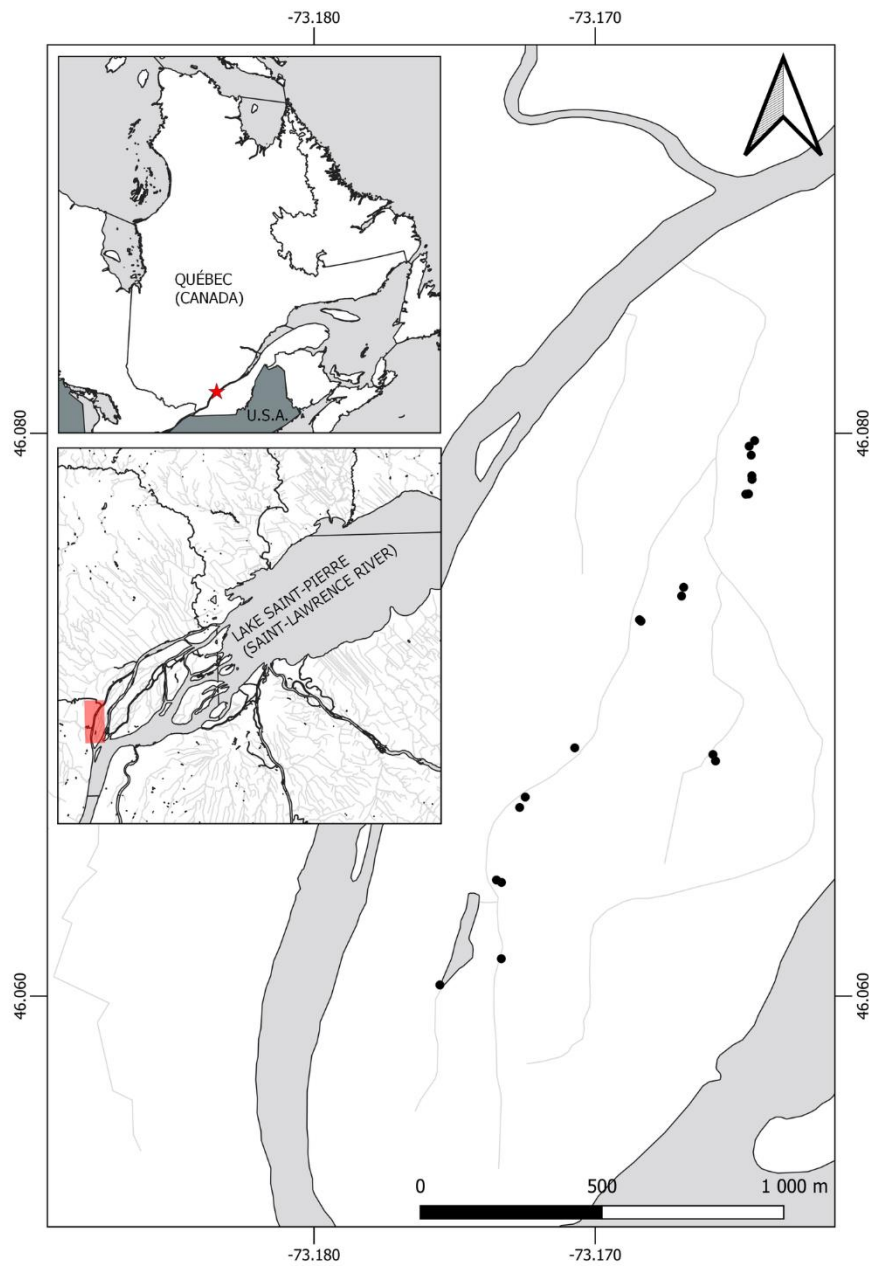 -73.180
-73.170
QUÉBEC
(CANADA)
U.S.A.
46.080
46.080
LAKE SAINT-PIERRE
(SAINT-LAWRENCE RIVER)
46.060
46.060
0
500
1 000 m
-73.180
-73.170